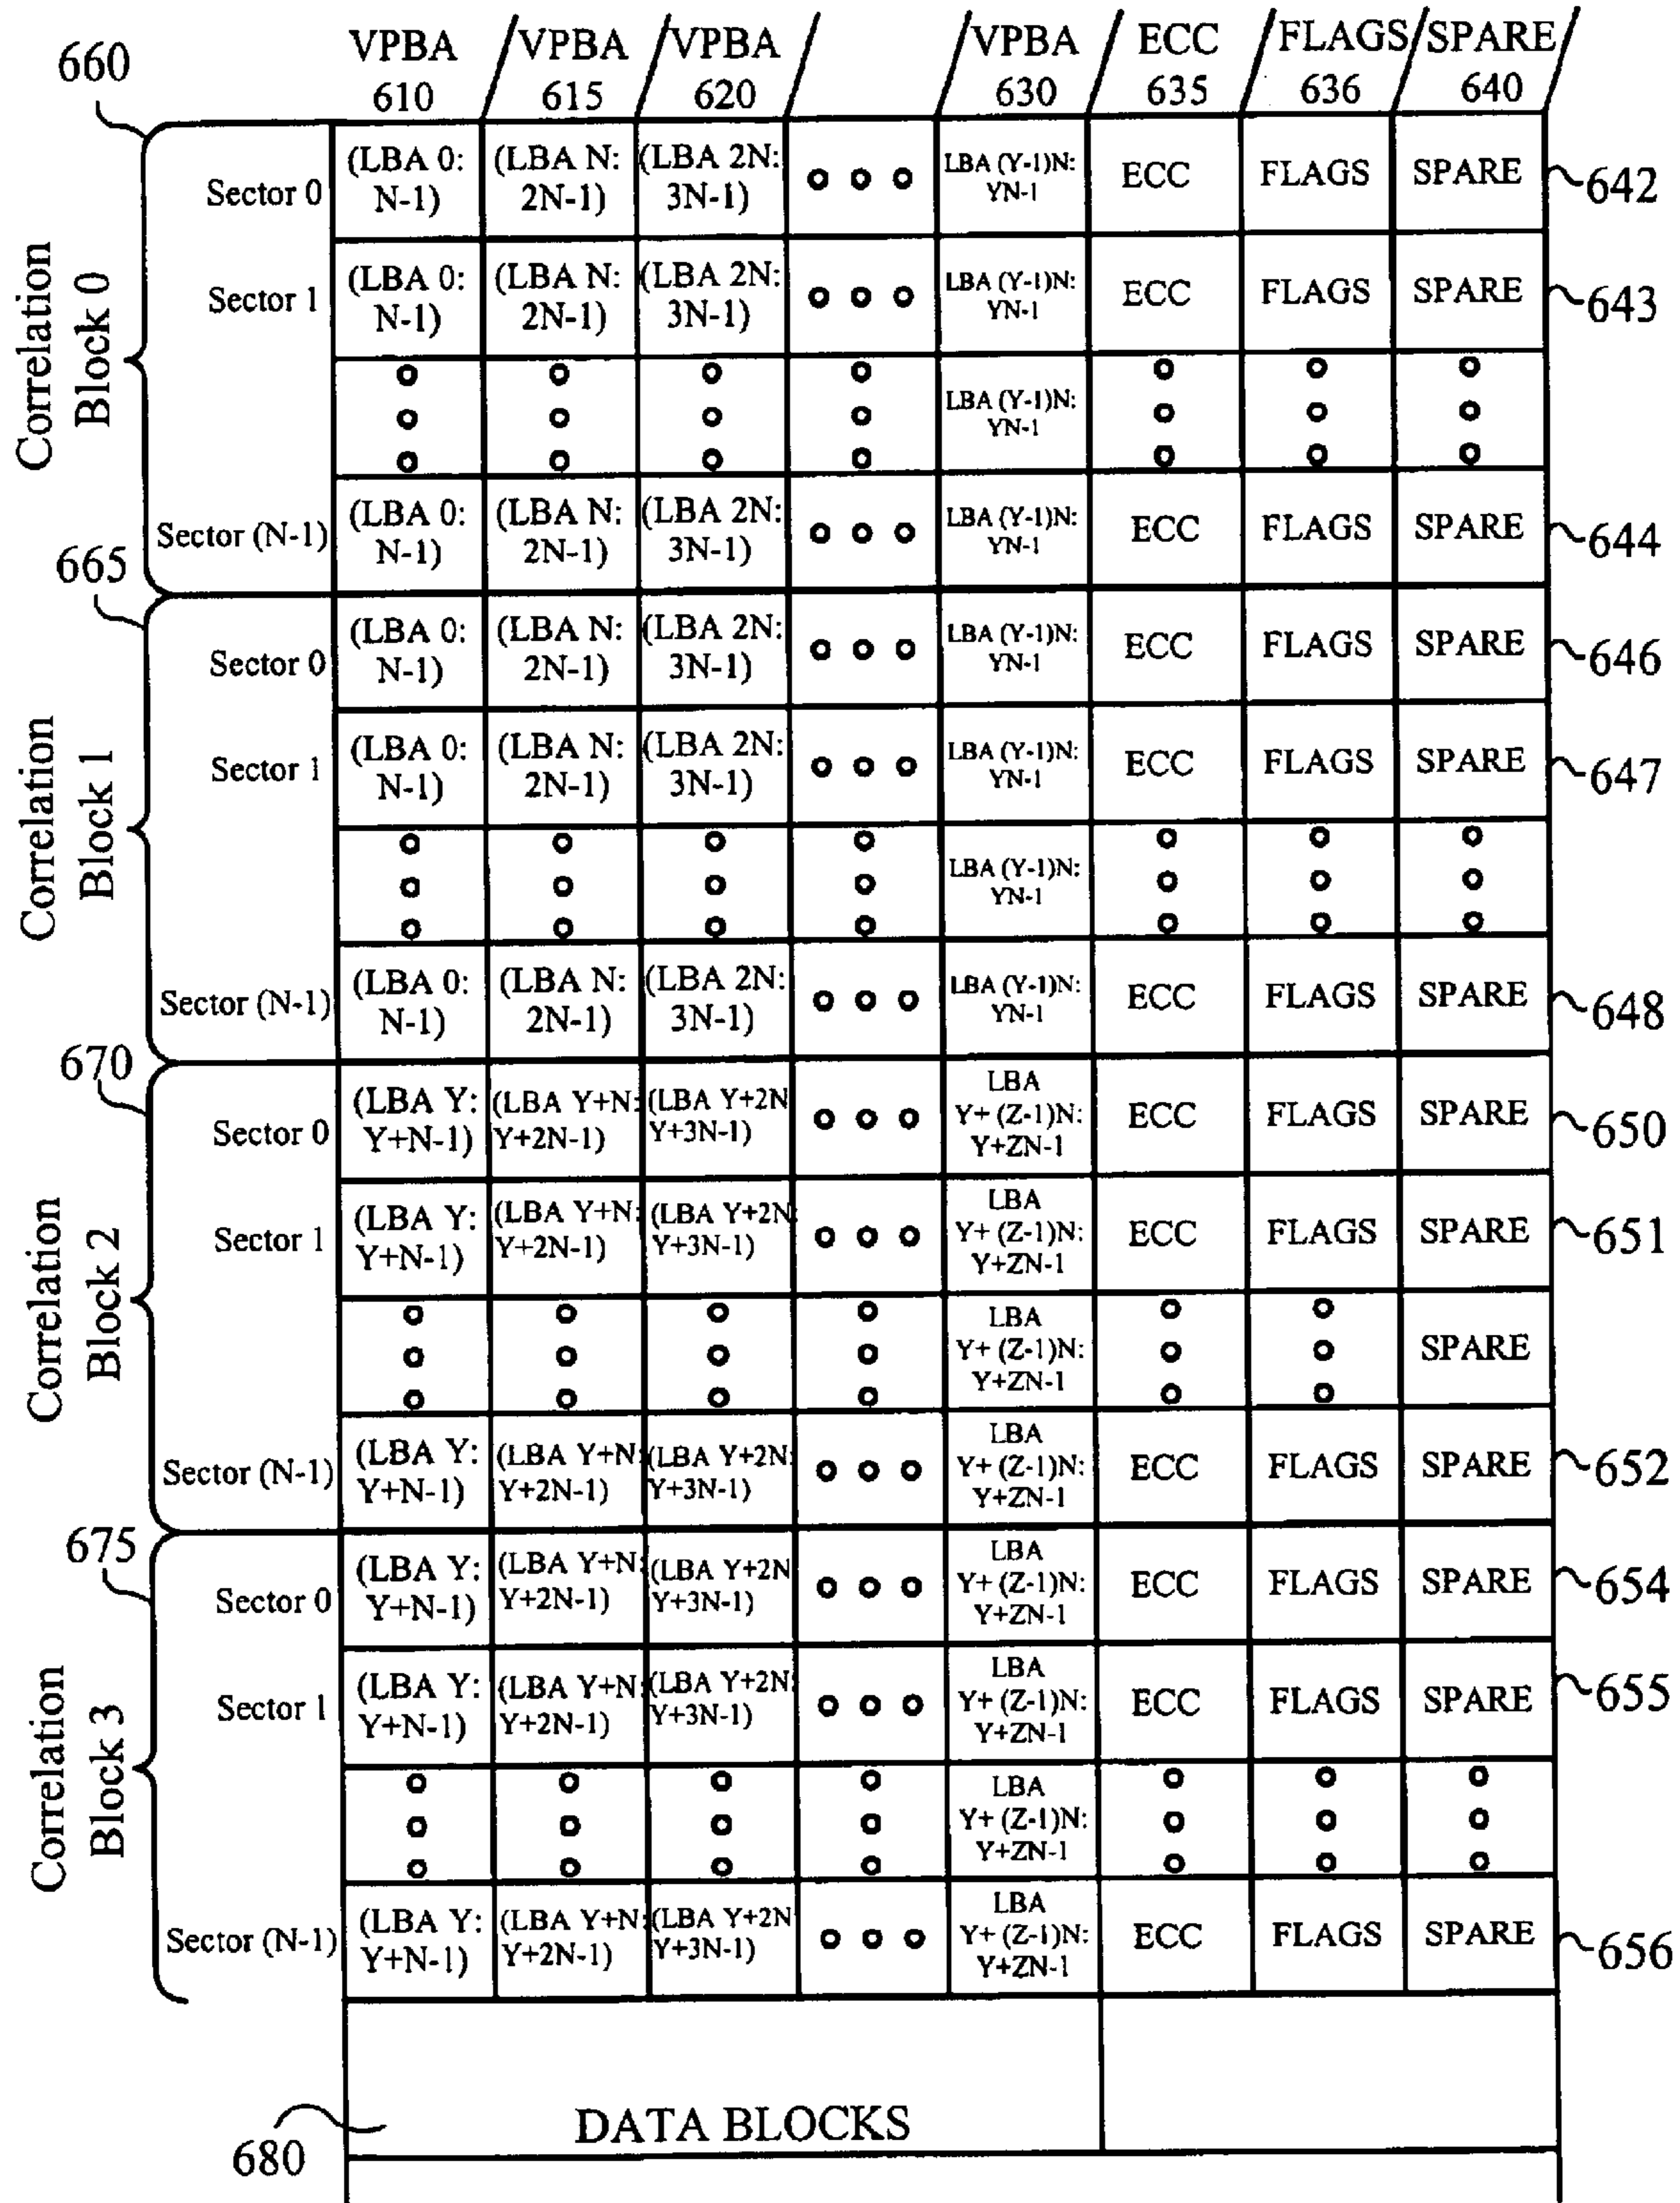 VPBA VPBA VPBA VPBA ECC FLAGS SPARE
610 615 620 630 635 636 640
660
Correlation Block 0
Sector 0 (LBA 0: N-1) (LBA N: 2N-1) (LBA 2N: 3N-1) LBA (Y-1)N: YN-1 ECC FLAGS SPARE 642
Sector 1 (LBA 0: N-1) (LBA N: 2N-1) (LBA 2N: 3N-1) LBA (Y-1)N: YN-1 ECC FLAGS SPARE 643
LBA (Y-1)N: YN-1
Sector (N-1) (LBA 0: N-1) (LBA N: 2N-1) (LBA 2N: 3N-1) LBA (Y-1)N: YN-1 ECC FLAGS SPARE 644
665
Correlation Block 1
Sector 0 (LBA 0: N-1) (LBA N: 2N-1) (LBA 2N: 3N-1) LBA (Y-1)N: YN-1 ECC FLAGS SPARE 646
Sector 1 (LBA 0: N-1) (LBA N: 2N-1) (LBA 2N: 3N-1) LBA (Y-1)N: YN-1 ECC FLAGS SPARE 647
LBA (Y-1)N: YN-1
Sector (N-1) (LBA 0: N-1) (LBA N: 2N-1) (LBA 2N: 3N-1) LBA (Y-1)N: YN-1 ECC FLAGS SPARE 648
670
Correlation Block 2
Sector 0 (LBA Y: Y+N-1) (LBA Y+N: Y+2N-1) (LBA Y+2N Y+3N-1) LBA Y+ (Z-1)N: Y+ZN-1 ECC FLAGS SPARE 650
Sector 1 (LBA Y: Y+N-1) (LBA Y+N: Y+2N-1) (LBA Y+2N Y+3N-1) LBA Y+ (Z-1)N: Y+ZN-1 ECC FLAGS SPARE 651
LBA Y+ (Z-1)N: Y+ZN-1 SPARE
Sector (N-1) (LBA Y: Y+N-1) (LBA Y+N: Y+2N-1) (LBA Y+2N: Y+3N-1) LBA Y+ (Z-1)N: Y+ZN-1 ECC FLAGS SPARE 652
675
Correlation Block 3
Sector 0 (LBA Y: Y+N-1) (LBA Y+N: Y+2N-1) (LBA Y+2N Y+3N-1) LBA Y+ (Z-1)N: Y+ZN-1 ECC FLAGS SPARE 654
Sector 1 (LBA Y: Y+N-1) (LBA Y+N: Y+2N-1) (LBA Y+2N Y+3N-1) LBA Y+ (Z-1)N: Y+ZN-1 ECC FLAGS SPARE 655
LBA Y+ (Z-1)N: Y+ZN-1
Sector (N-1) (LBA Y: Y+N-1) (LBA Y+N: Y+2N-1) (LBA Y+2N Y+3N-1) LBA Y+ (Z-1)N: Y+ZN-1 ECC FLAGS SPARE 656
DATA BLOCKS
680